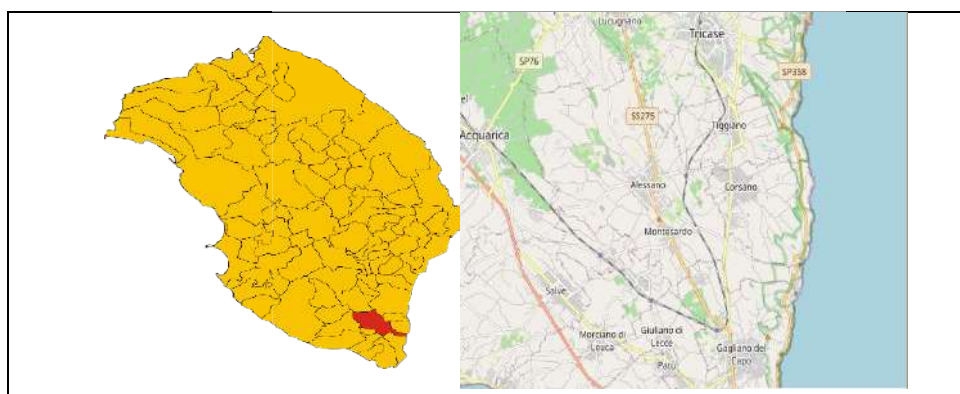 Lucugnano
Tricase
SP76
SP358
SS275
Tiggiano
Acquarica
Alessano
Corsano
Montesardo
Salve
Morciano di
Leuca
Giuliano di
Lecce
Patù
Gagliano del
Capo